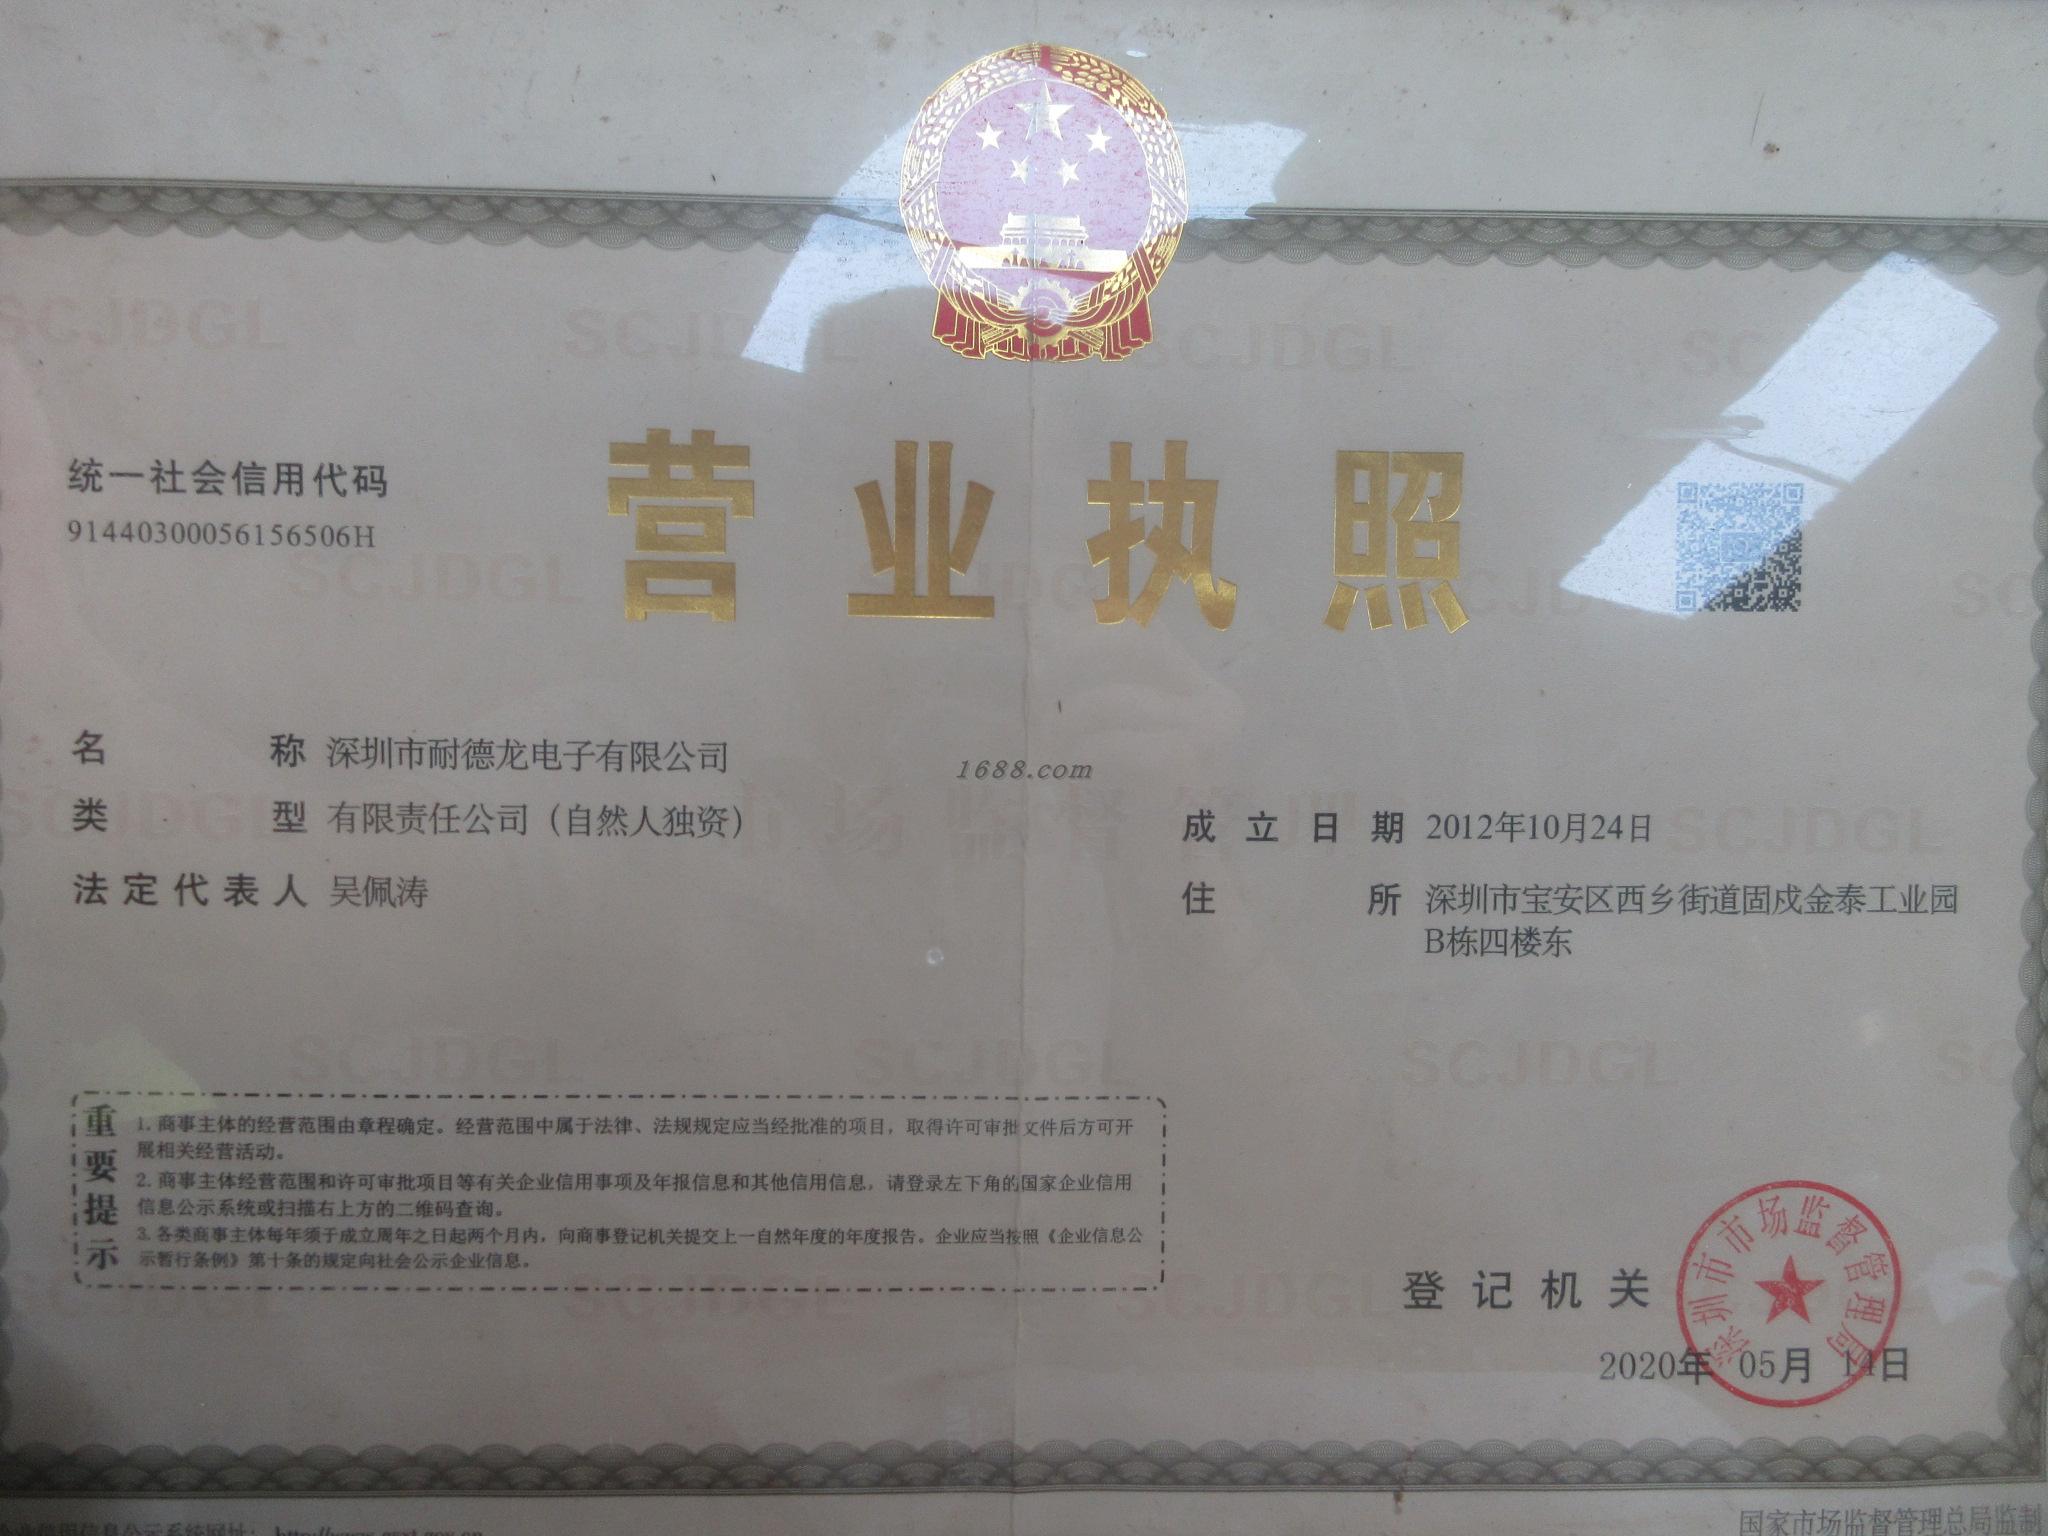 营业执照
统一社会信用代码
91440300056156506H
名称 深圳市耐德龙电子有限公司
类型 有限责任公司（自然人独资）
法定代表人 吴佩涛
1688.com
成立日期 2012年10月24日
住所 深圳市宝安区西乡街道固戍金泰工业园
B栋四楼东
重要提示
1. 商事主体的经营范围由章程确定。经营范围中属于法律、法规规定应当经批准的项目，取得许可审批文件后方可开
展相关经营活动。
2. 商事主体经营范围和许可审批项目等有关企业信用事项及年报信息和其他信用信息，请登录左下角的国家企业信用
信息公示系统或扫描右上方的二维码查询。
3. 各类商事主体每年须于成立周年之日起两个月内，向商事登记机关提交上一自然年度的年度报告。企业应当按照《企业信息公
示暂行条例》第十条的规定向社会公示企业信息。
登记机关
深圳市市场监督管理局
2020年 05月 14日
国家市场监督管理总局监制
SCJDGL